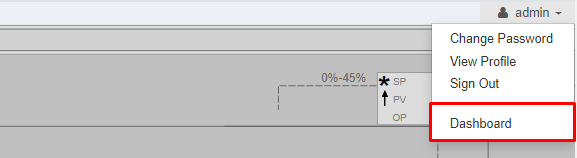 admin
Change Password
View Profile
Sign Out
Dashboard
0%-45%
* SP
PV
OP